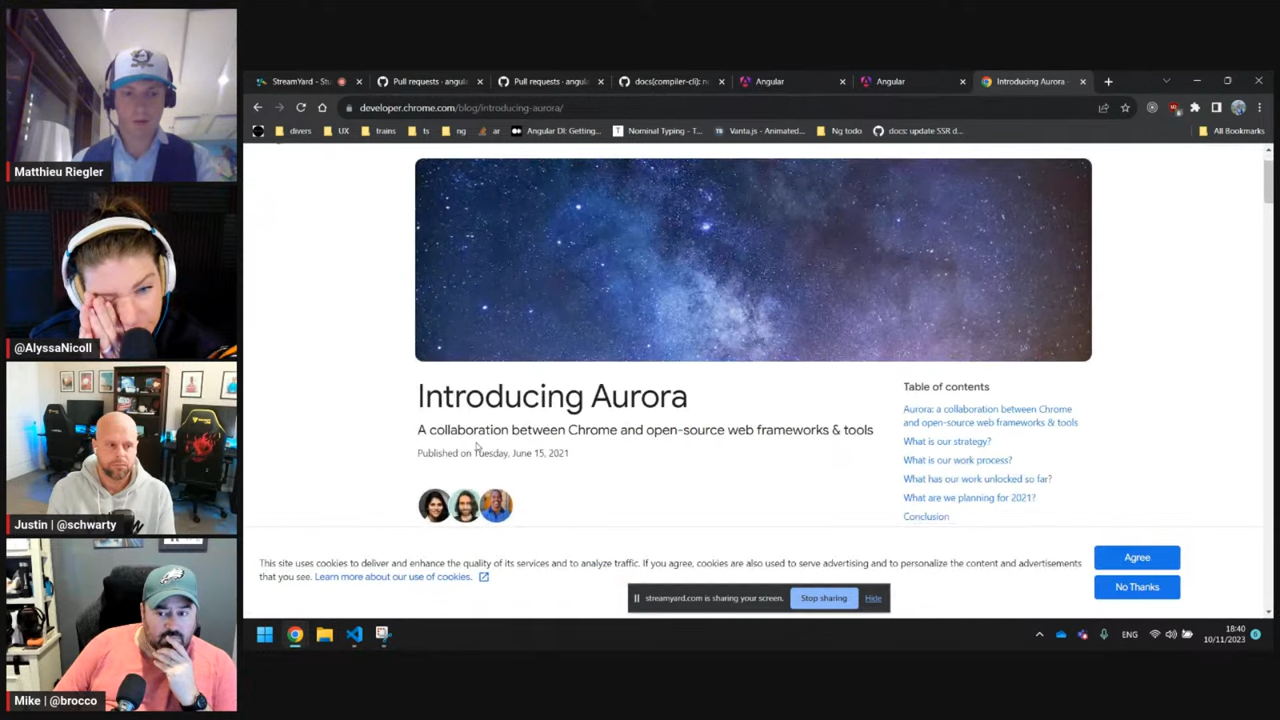 Matthieu Riegler
@AlyssaNicoll
Justin | @schwarty
Mike | @brocco
StreamYard - Stu
Pull requests · angula
Pull requests · angula
docs(compiler-cli): n
Angular
Angular
Introducing Aurora -
developer.chrome.com/blog/introducing-aurora/
divers
UX
trains
ts
ng
ar
Angular DI: Getting...
Nominal Typing - T...
Vanta.js - Animated...
Ng todo
docs: update SSR d...
All Bookmarks
Introducing Aurora
A collaboration between Chrome and open-source web frameworks & tools
Published on Tuesday, June 15, 2021
Table of contents
Aurora: a collaboration between Chrome
and open-source web frameworks & tools
What is our strategy?
What is our work process?
What has our work unlocked so far?
What are we planning for 2021?
Conclusion
This site uses cookies to deliver and enhance the quality of its services and to analyze traffic. If you agree, cookies are also used to serve advertising and to personalize the content and advertisements
that you see. Learn more about our use of cookies.
Agree
No Thanks
streamyard.com is sharing your screen.
Stop sharing
Hide
ENG
18:40
10/11/2023